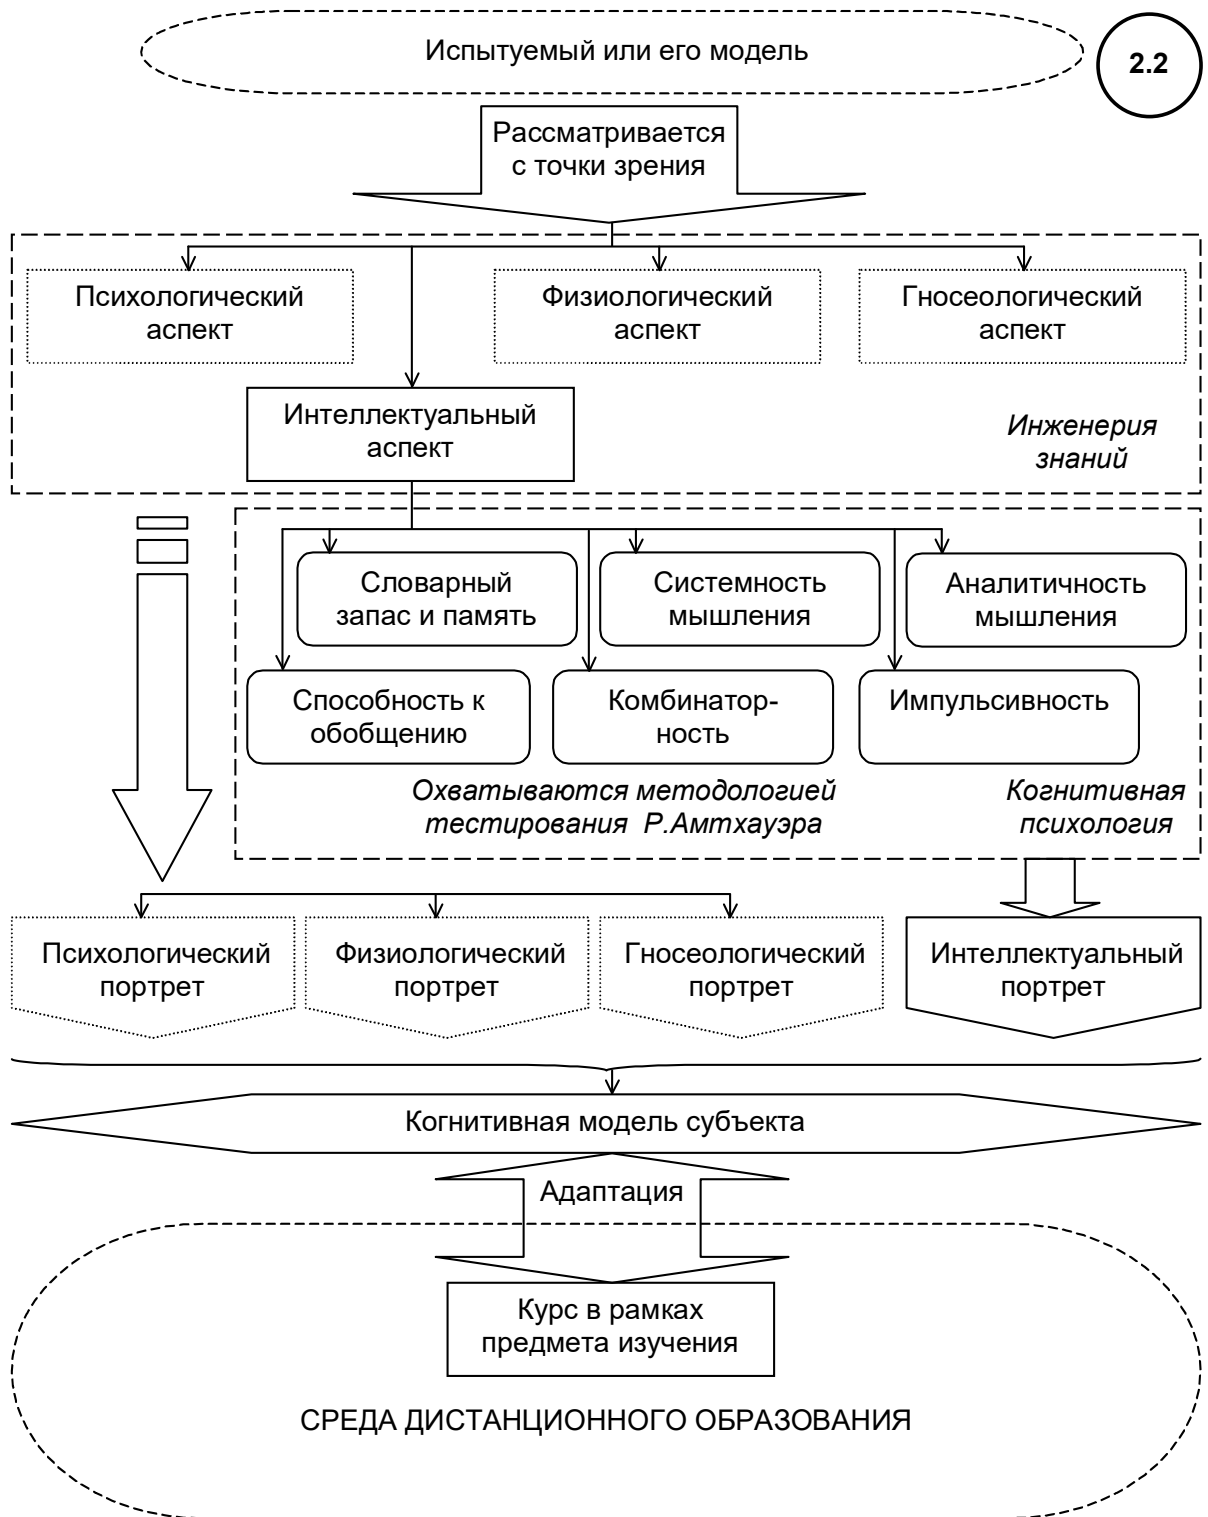 Испытуемый или его модель
2.2
Рассматривается
с точки зрения
Психологический
аспект
Физиологический
аспект
Гносеологический
аспект
Интеллектуальный
аспект
Инженерия
знаний
Словарный
запас и память
Системность
мышления
Аналитичность
мышления
Способность к
обобщению
Комбинатор-
ность
Импульсивность
Охватываются методологией
тестирования Р.Амтхауэра
Когнитивная
психология
Психологический
портрет
Физиологический
портрет
Гносеологический
портрет
Интеллектуальный
портрет
Когнитивная модель субъекта
Адаптация
Курс в рамках
предмета изучения
СРЕДА ДИСТАНЦИОННОГО ОБРАЗОВАНИЯ